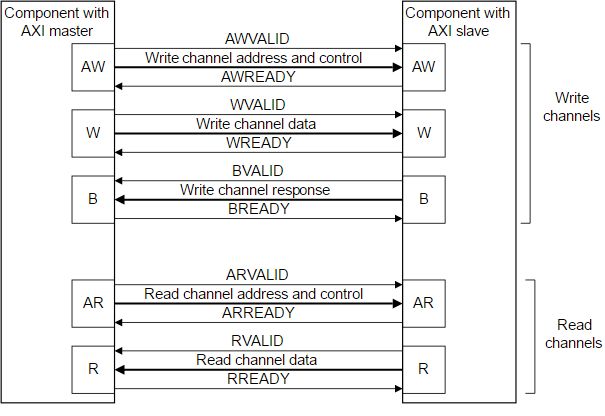 Component with
AXI master
Component with
AXI slave
AWVALID
AW
Write channel address and control
AW
AWREADY
WVALID
W
Write channel data
W
WREADY
Write
channels
BVALID
B
Write channel response
B
BREADY
ARVALID
AR
Read channel address and control
AR
ARREADY
Read
channels
RVALID
R
Read channel data
R
RREADY